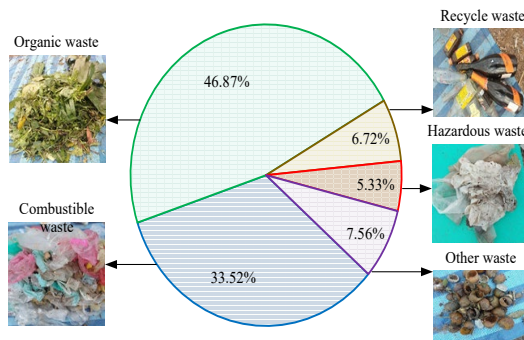 Organic waste
46.87%
Recycle waste
6.72%
Hazardous waste
5.33%
Combustible
waste
33.52%
7.56%
Other waste